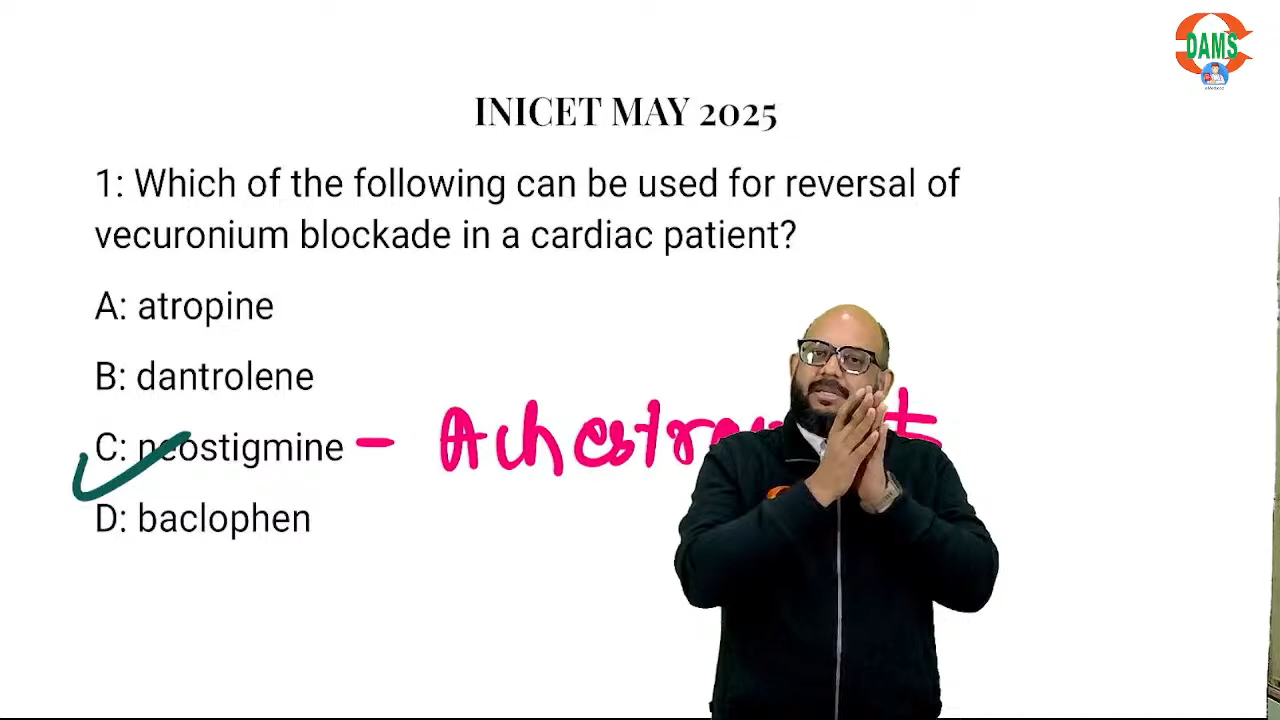 DAMS
INICET MAY 2025
1: Which of the following can be used for reversal of
vecuronium blockade in a cardiac patient?
A: atropine
B: dantrolene
C: neostigmine -
D: baclophen